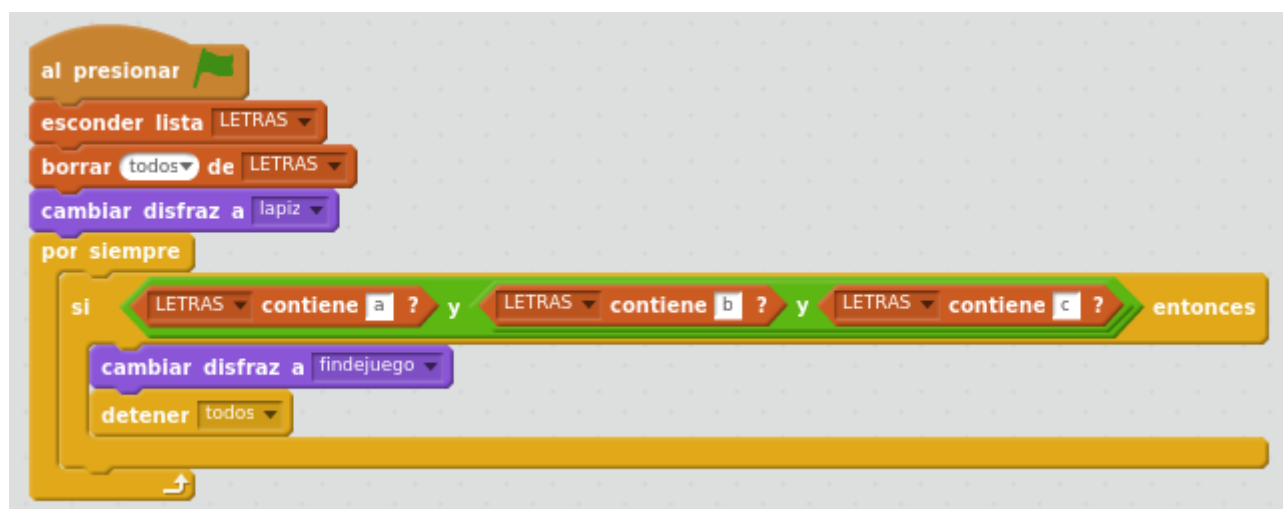 al presionar
esconder lista LETRAS
borrar todos de LETRAS
cambiar disfraz a lapiz
por siempre
si LETRAS contiene a ? y LETRAS contiene b ? y LETRAS contiene c ? entonces
cambiar disfraz a findejuego
detener todos